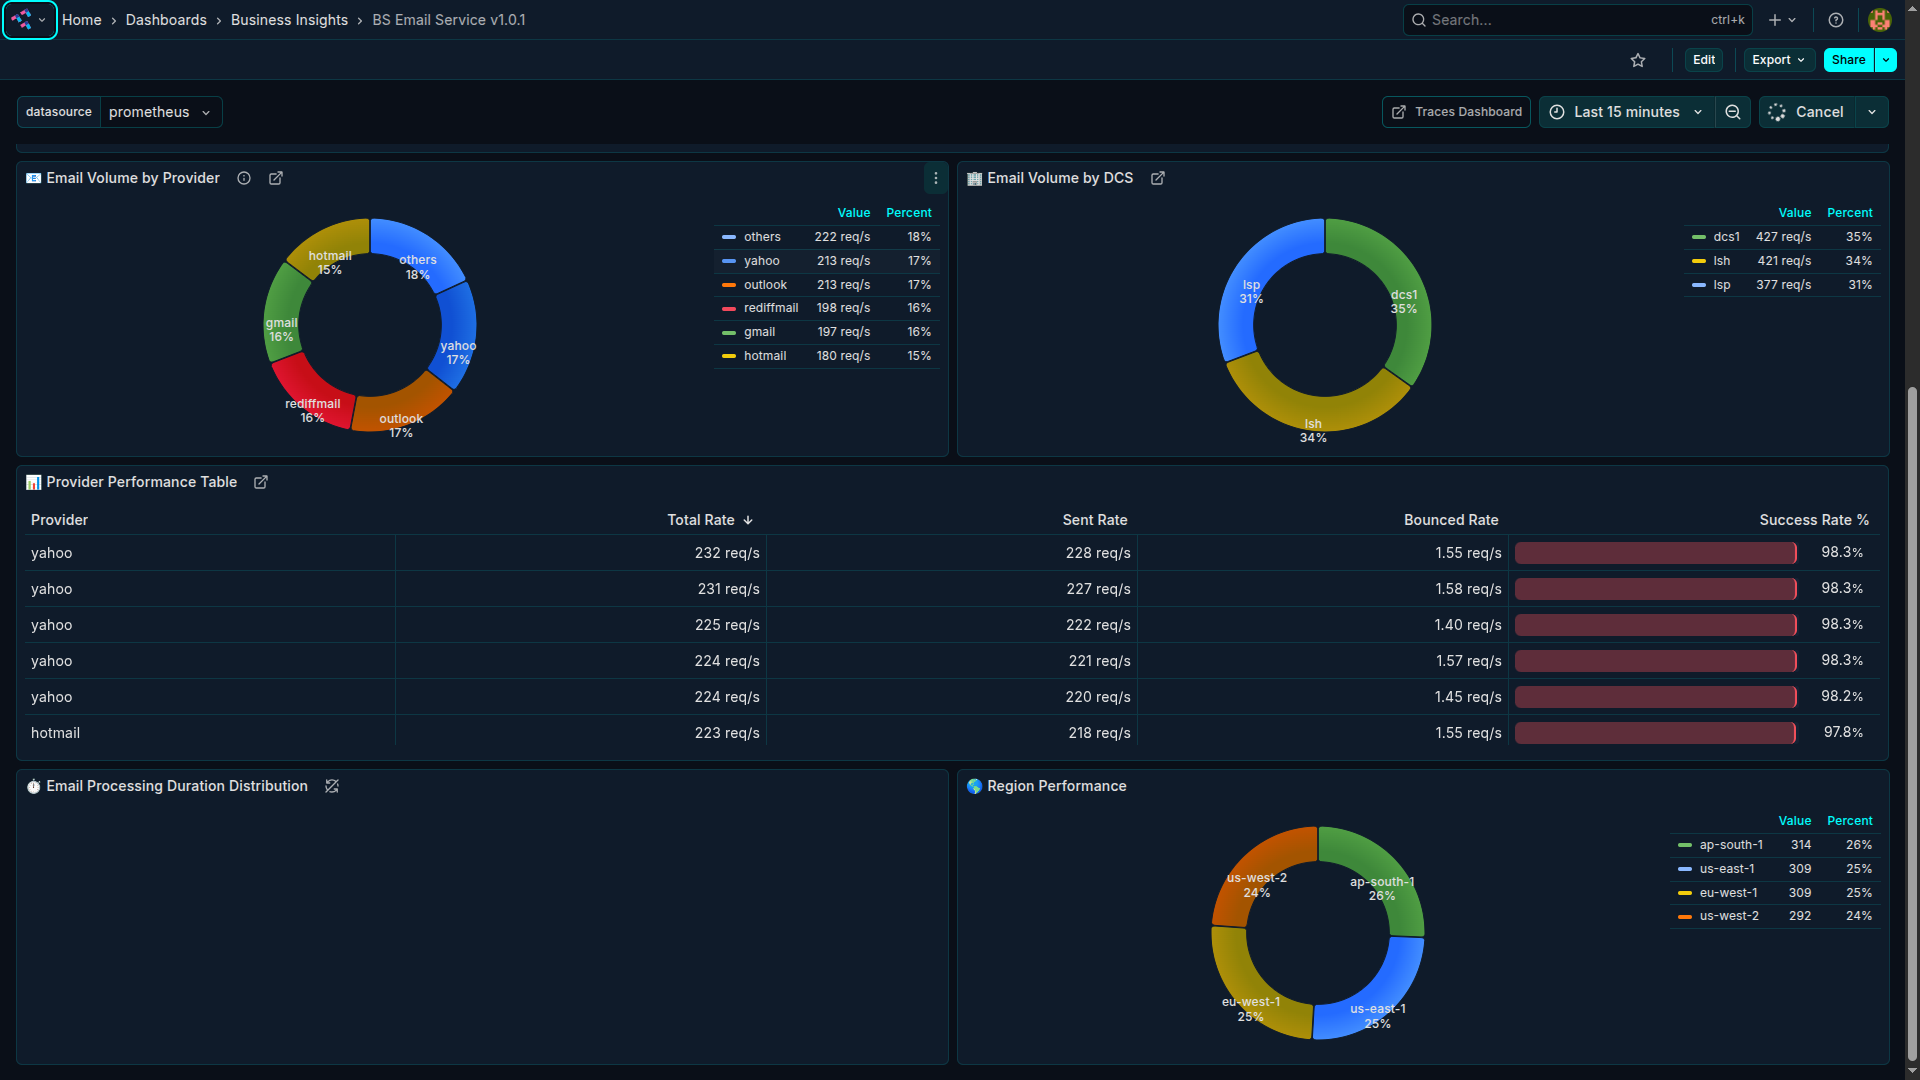 Home › Dashboards › Business Insights › BS Email Service v1.0.1
Search... ctrl+k
Edit Export Share
datasource prometheus
Traces Dashboard Last 15 minutes Cancel
Email Volume by Provider
Value Percent
others 222 req/s 18%
yahoo 213 req/s 17%
outlook 213 req/s 17%
rediffmail 198 req/s 16%
gmail 197 req/s 16%
hotmail 180 req/s 15%
hotmail
15%
others
18%
gmail
16%
yahoo
17%
rediffmail
16%
outlook
17%
Email Volume by DCS
Value Percent
dcs1 427 req/s 35%
lsh 421 req/s 34%
lsp 377 req/s 31%
lsp
31%
dcs1
35%
lsh
34%
Provider Performance Table
Provider Total Rate Sent Rate Bounced Rate Success Rate %
yahoo 232 req/s 228 req/s 1.55 req/s 98.3%
yahoo 231 req/s 227 req/s 1.58 req/s 98.3%
yahoo 225 req/s 222 req/s 1.40 req/s 98.3%
yahoo 224 req/s 221 req/s 1.57 req/s 98.3%
yahoo 224 req/s 220 req/s 1.45 req/s 98.2%
hotmail 223 req/s 218 req/s 1.55 req/s 97.8%
Email Processing Duration Distribution
Region Performance
Value Percent
ap-south-1 314 26%
us-east-1 309 25%
eu-west-1 309 25%
us-west-2 292 24%
us-west-2
24%
ap-south-1
26%
eu-west-1
25%
us-east-1
25%